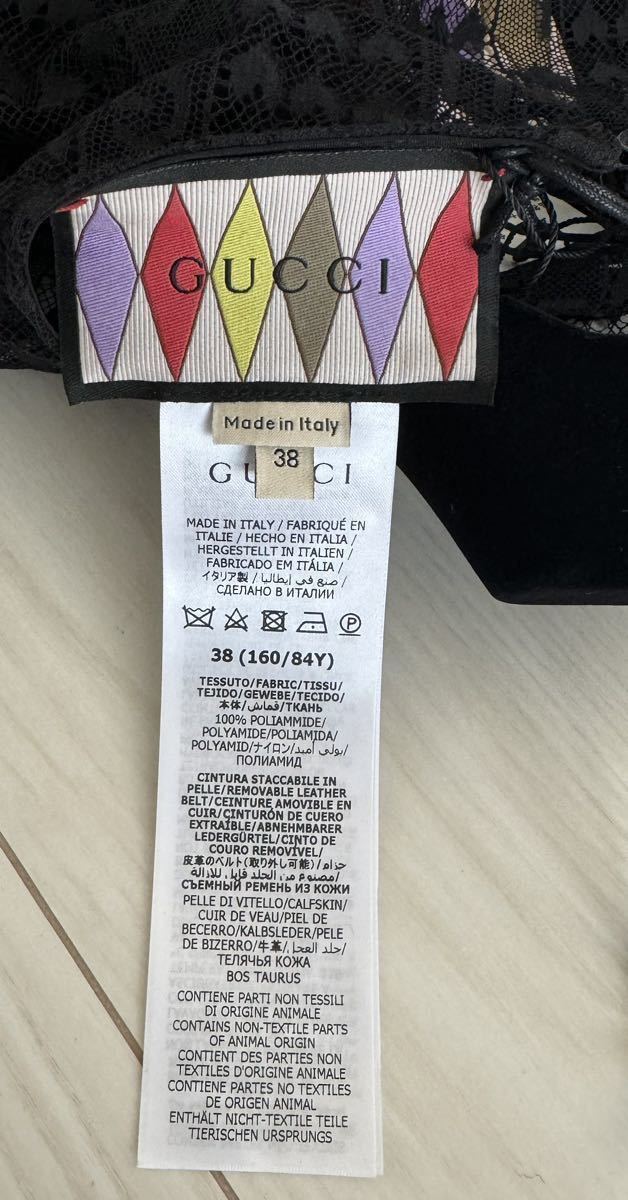 GUCCI
Made in Italy
38
GU CI
MADE IN ITALY / FABRIQUÉ EN
ITALIE / HECHO EN ITALIA /
HERGESTELLT IN ITALIEN /
FABRICADO EM ITÁLIA /
イタリア製 / صنع في إيطاليا /
СДЕЛАНО В ИТАЛИИ
P
38 (160/84Y)
TESSUTO/FABRIC/TISSU/
TEJIDO/GEWEBE/TECIDO/
本体/قماش/ТКАНЬ
100% POLIAMMIDE/
POLYAMIDE/POLIAMIDA/
POLYAMID/ナイロン/بولي أميد/
ПОЛИАМИД
CINTURA STACCABILE IN
PELLE/REMOVABLE LEATHER
BELT/CEINTURE AMOVIBLE EN
CUIR/CINTURÓN DE CUERO
EXTRAÍBLE/ABNEHMBARER
LEDERGÜRTEL/CINTO DE
COURO REMOVÍVEL/
皮革のベルト(取り外し可能)/حزام
مصنوع من الجلد قابل للإزالة/
СЪЕМНЫЙ РЕМЕНЬ ИЗ КОЖИ
PELLE DI VITELLO/CALFSKIN/
CUIR DE VEAU/PIEL DE
BECERRO/KALBSLEDER/PELE
DE BIZERRO/牛革/جلد العجل/
ТЕЛЯЧЬЯ КОЖА
BOS TAURUS
CONTIENE PARTI NON TESSILI
DI ORIGINE ANIMALE
CONTAINS NON-TEXTILE PARTS
OF ANIMAL ORIGIN
CONTIENT DES PARTIES NON
TEXTILES D'ORIGINE ANIMALE
CONTIENE PARTES NO TEXTILES
DE ORIGEN ANIMAL
ENTHÄLT NICHT-TEXTILE TEILE
TIERISCHEN URSPRUNGS